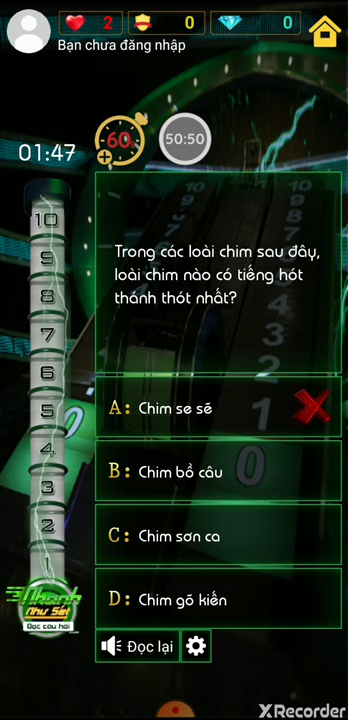 2
0
0
Bạn chưa đăng nhập
01:47
60s
50:50
10
9
8
7
6
5
4
3
2
1
Trong các loài chim sau đây,
loài chim nào có tiếng hót
thánh thót nhất?
A: Chim se sẽ
B: Chim bồ câu
C: Chim sơn ca
D: Chim gõ kiến
Nhanh
Như Sét
Đọc câu hỏi
Đọc lại
XRecorder